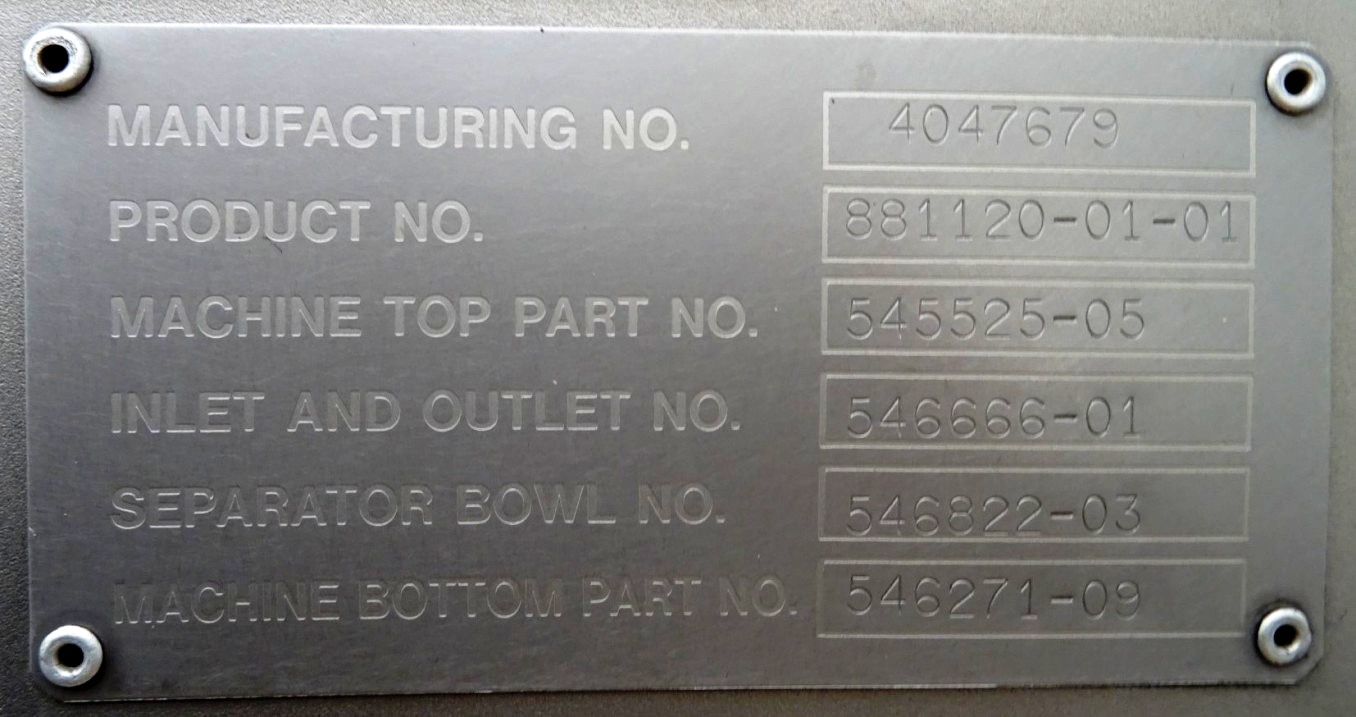 MANUFACTURING NO. 4047679
PRODUCT NO. 881120-01-01
MACHINE TOP PART NO. 545525-05
INLET AND OUTLET NO. 546666-01
SEPARATOR BOWL NO. 546822-03
MACHINE BOTTOM PART NO. 546271-09